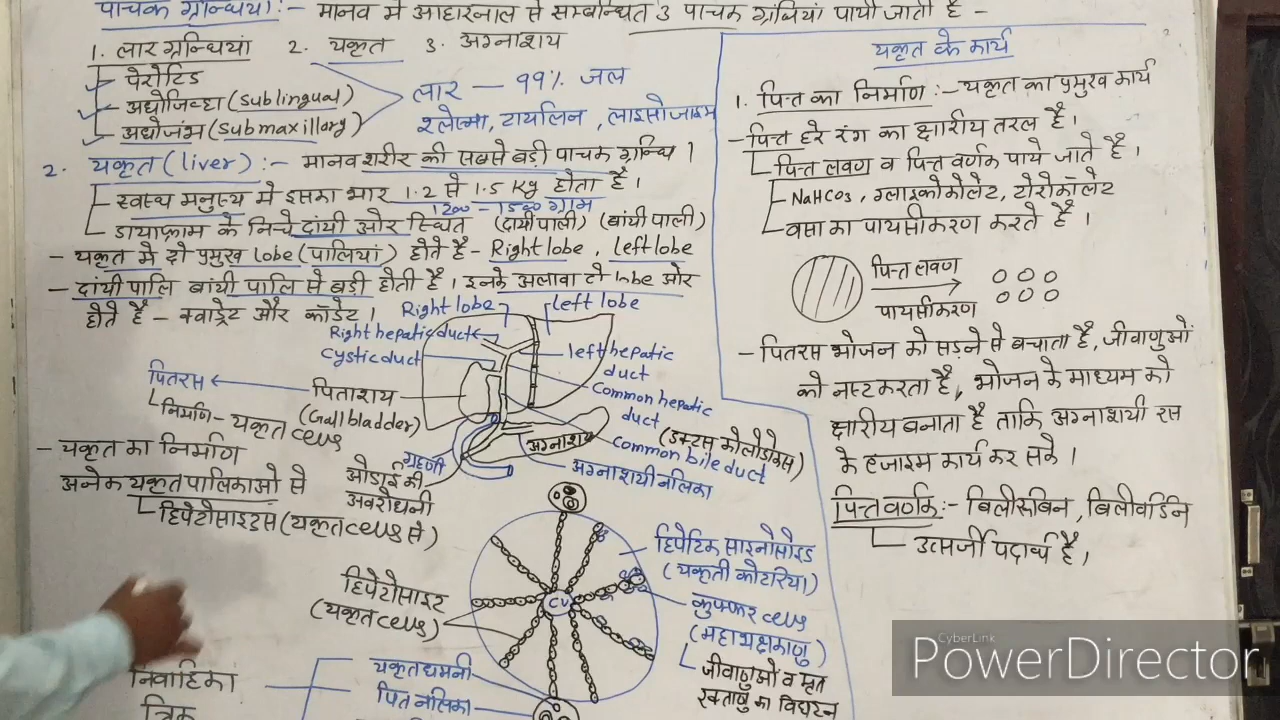 पाचक ग्रन्थियां :- मानव में आहारनाल से सम्बन्धित 3 पाचक ग्रंथियां पायी जाती है -
1. लार ग्रन्थियां 2. यकृत 3. अग्नाशय
पेरोटिड
अधोजिव्हा (sublingual)
अधोजंभ (submaxillary)
लार — 99% जल
श्लेष्मा, टायलिन, लाइसोजाइम
2. यकृत (liver) :- मानव शरीर की सबसे बड़ी पाचक ग्रन्थि।
स्वस्थ मनुष्य में इसका भार 1.2 से 1.5 kg होता है।
1200 - 1500 ग्राम
डायाफ्राम के निचे दांयी ओर स्थित (दायी पाली) (बांयी पाली)
- यकृत में दो प्रमुख lobe (पालियां) होते है - Right lobe, left lobe
- दांयी पालि बांयी पालि से बड़ी होती है। इनके अलावा दो lobe ओर
होते है - क्वाड्रेट और कॉडेट।
Right lobe
left lobe
Right hepatic duct
cystic duct
left hepatic
duct
Common hepatic
duct
पितरस
पिताशय
(Gall bladder)
निर्माण - यकृत cells
common bile duct
(डक्टस कोलीडोकस)
अग्नाशय
ग्रहणी
अग्नाशयी नलिका
ओडाई की
अवरोधनी
- यकृत का निर्माण
अनेक यकृत पालिकाओ से
हिपेटोसाइट्स (यकृत cells से)
हिपेटिक साइनोसोइड
(यकृती कोटरिया)
हिपेटोसाइट
(यकृत cells)
CV
कुफ्फर cells
(महाभक्षकाणु)
जीवाणुओं व मृत
रक्ताणु का विघटन
यकृत धमनी
पित नलिका
निवाहिका
त्रिक
यकृत के कार्य
1. पित्त का निर्माण :- यकृत का प्रमुख कार्य
- पित्त हरे रंग का क्षारीय तरल है।
पित्त लवण व पित्त वर्णक पाये जाते है।
NaHCO3, ग्लाइकोकोलेट, टोरोकॉलेट
वसा का पायसीकरण करते है।
पित्त लवण
पायसीकरण
- पितरस भोजन को सड़ने से बचाता है, जीवाणुओं
को नष्ट करता है, भोजन के माध्यम को
क्षारीय बनाता है ताकि अग्नाशयी रस
के इजाइम कार्य कर सके।
पित्त वर्णक :- बिलीरूबिन, बिलीवर्डिन
उत्सर्जी पदार्थ है,
CyberLink
PowerDirector